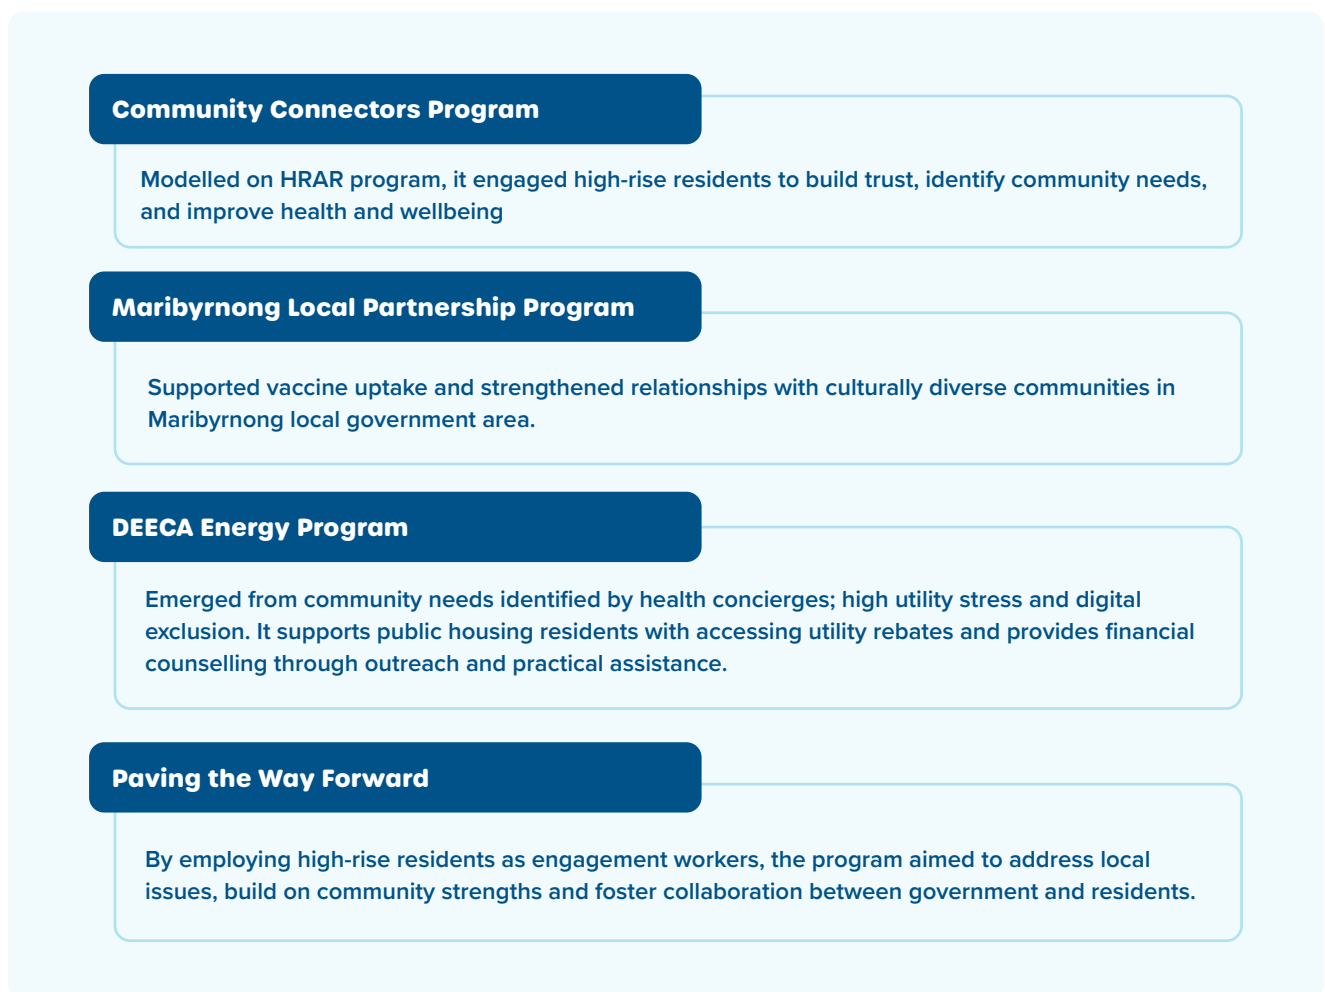 Community Connectors Program
Modelled on HRAR program, it engaged high-rise residents to build trust, identify community needs,
and improve health and wellbeing
Maribyrnong Local Partnership Program
Supported vaccine uptake and strengthened relationships with culturally diverse communities in
Maribyrnong local government area.
DEECA Energy Program
Emerged from community needs identified by health concierges; high utility stress and digital
exclusion. It supports public housing residents with accessing utility rebates and provides financial
counselling through outreach and practical assistance.
Paving the Way Forward
By employing high-rise residents as engagement workers, the program aimed to address local
issues, build on community strengths and foster collaboration between government and residents.